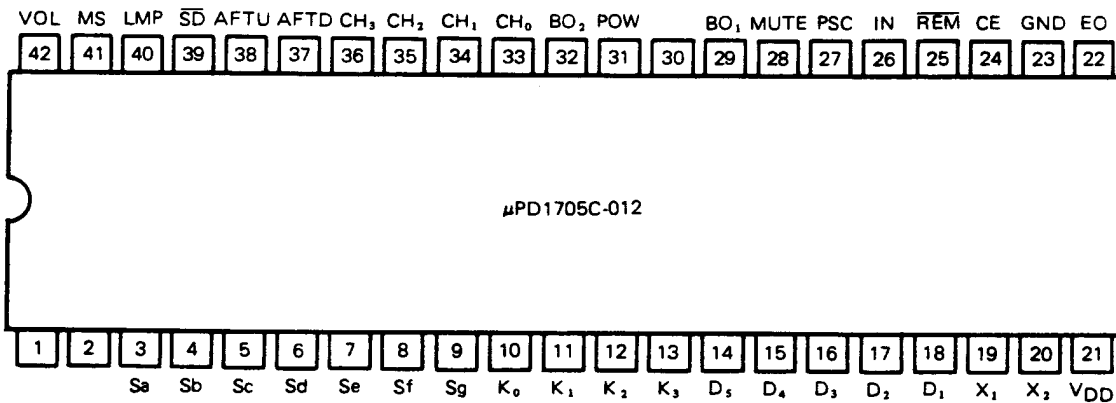 VOL MS LMP S̅D̅ AFTU AFTD CH₃ CH₂ CH₁ CH₀ BO₂ POW BO₁ MUTE PSC IN R̅E̅M̅ CE GND EO
42 41 40 39 38 37 36 35 34 33 32 31 30 29 28 27 26 25 24 23 22
μPD1705C-012
1 2 3 4 5 6 7 8 9 10 11 12 13 14 15 16 17 18 19 20 21
Sa Sb Sc Sd Se Sf Sg K₀ K₁ K₂ K₃ D₅ D₄ D₃ D₂ D₁ X₁ X₂ VDD